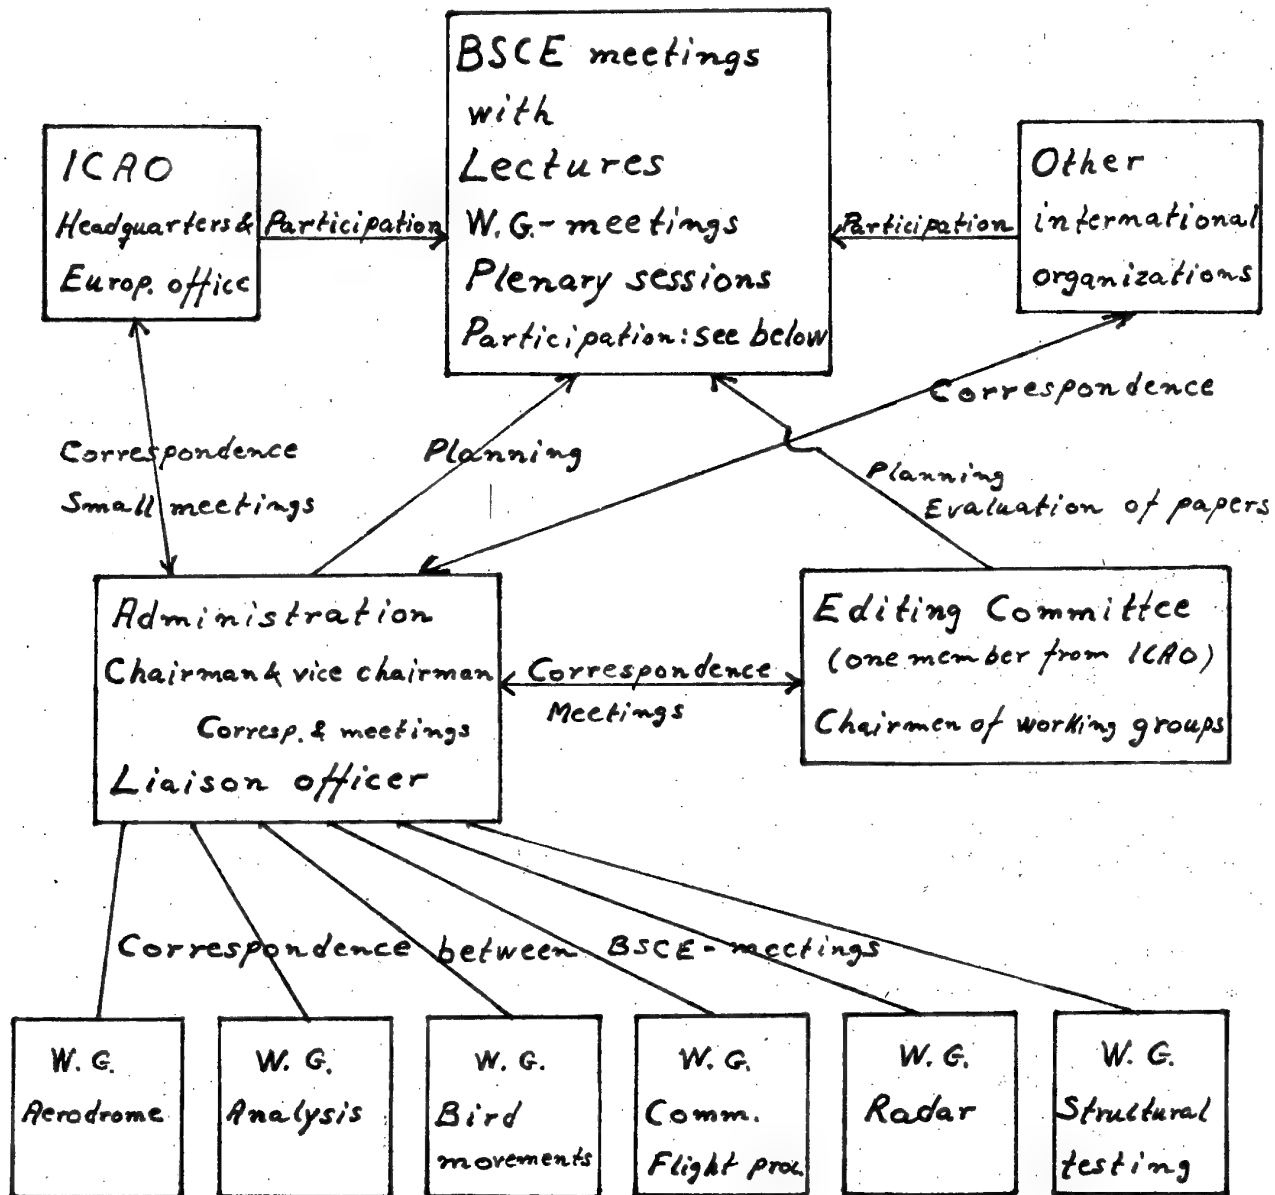 BSCE meetings
with
Lectures
W.G.-meetings
Plenary sessions
Participation: see below
ICAO
Headquarters &
Europ. office
Participation
Participation
Other
international
organizations
Correspondence
Small meetings
Planning
Correspondence
Planning
Evaluation of papers
Administration
Chairman & vice chairman
Corresp. & meetings
Liaison officer
Correspondence
Meetings
Editing Committee
(one member from ICAO)
Chairmen of working groups
Correspondence between BSCE-meetings
W. G.
Aerodrome
W. G.
Analysis
W. G.
Bird
movements
W. G.
Comm.
Flight proc.
W. G.
Radar
W. G.
Structural
testing